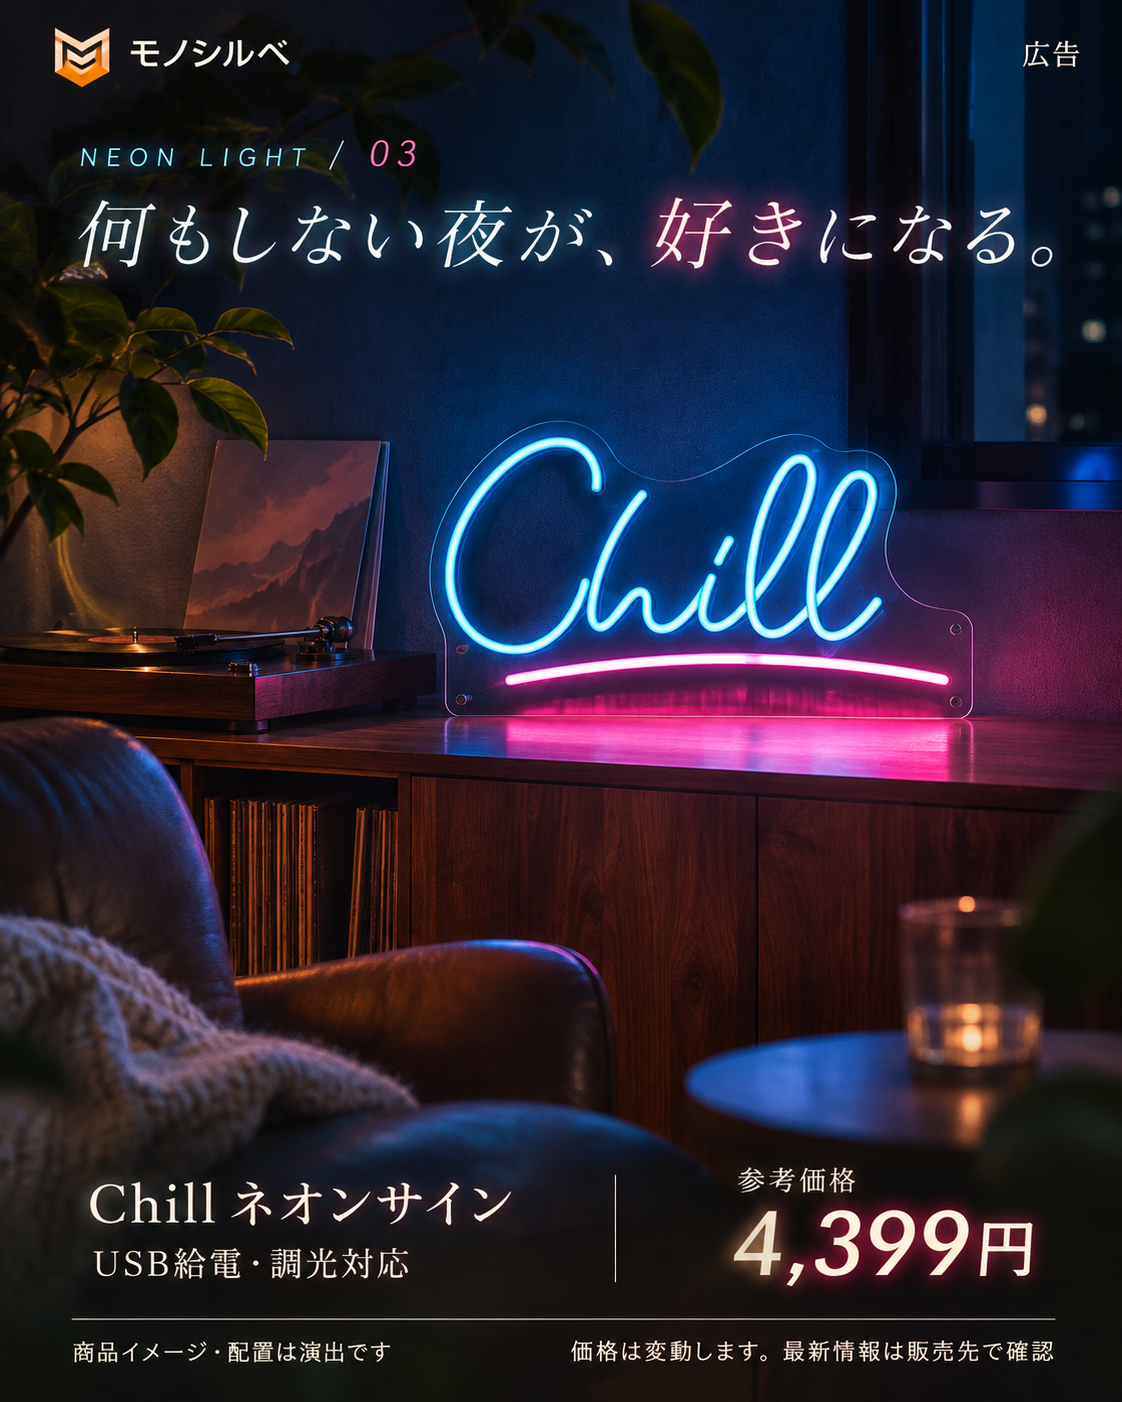 モノシルベ
広告
NEON LIGHT / 03
何もしない夜が、好きになる。
Chill
Chill ネオンサイン
USB給電・調光対応
参考価格
4,399円
商品イメージ・配置は演出です
価格は変動します。最新情報は販売先で確認